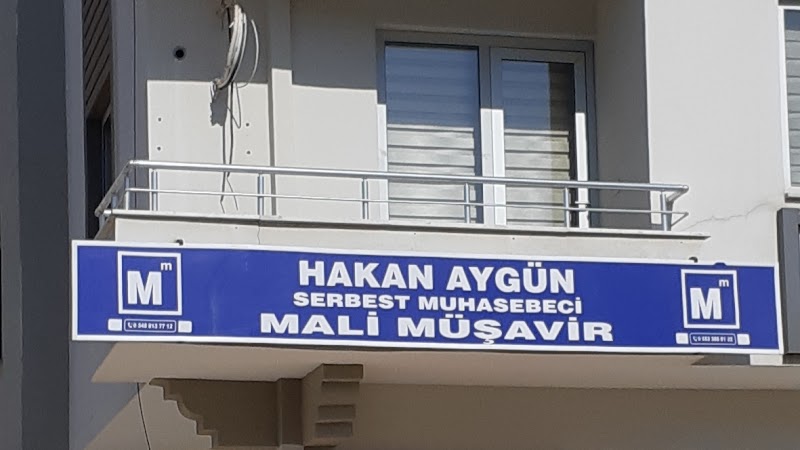 M m
HAKAN AYGÜN
SERBEST MUHASEBECİ
MALİ MÜŞAVİR
M m